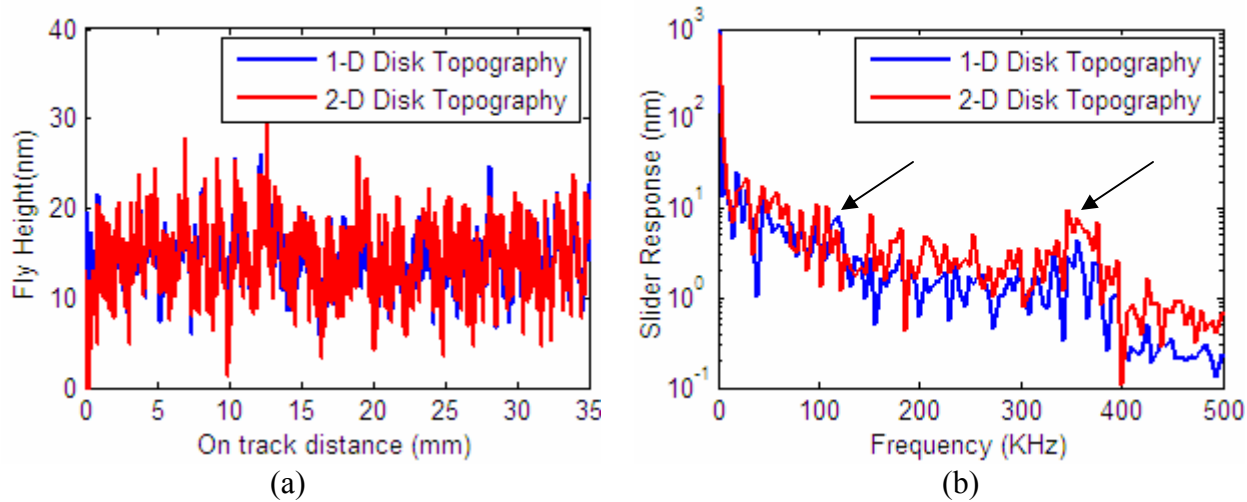 40
30
20
10
0
Fly Height(nm)
1-D Disk Topography
2-D Disk Topography
0 5 10 15 20 25 30 35
On track distance (mm)
(a)
10^3
10^2
10^1
10^0
10^-1
Slider Response (nm)
1-D Disk Topography
2-D Disk Topography
0 100 200 300 400 500
Frequency (KHz)
(b)